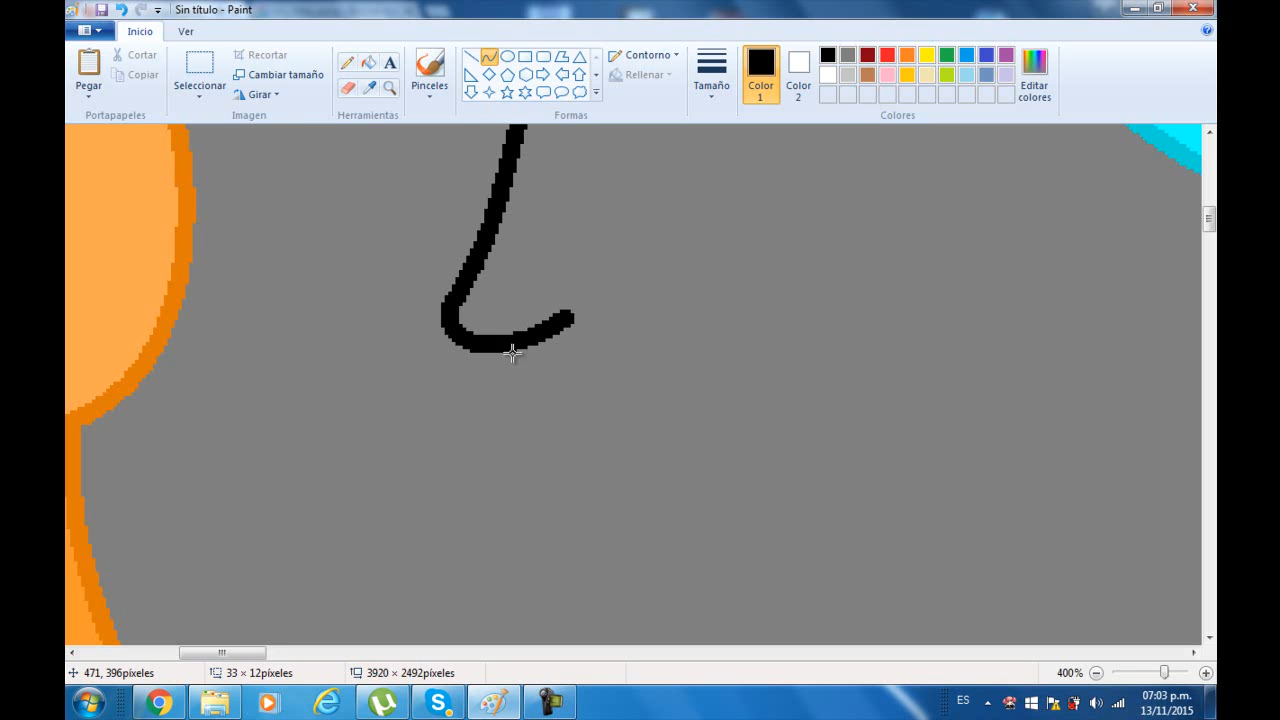 Sin título - Paint
Inicio Ver
Pegar
Cortar
Copiar
Portapapeles
Seleccionar
Recortar
Cambiar tamaño
Girar
Imagen
A
Herramientas
Pinceles
Contorno
Rellenar
Formas
Tamaño
Color
1
Color
2
Editar
colores
Colores
471, 396píxeles 33 × 12píxeles 3920 × 2492píxeles 400%
ES 07:03 p.m.
13/11/2015